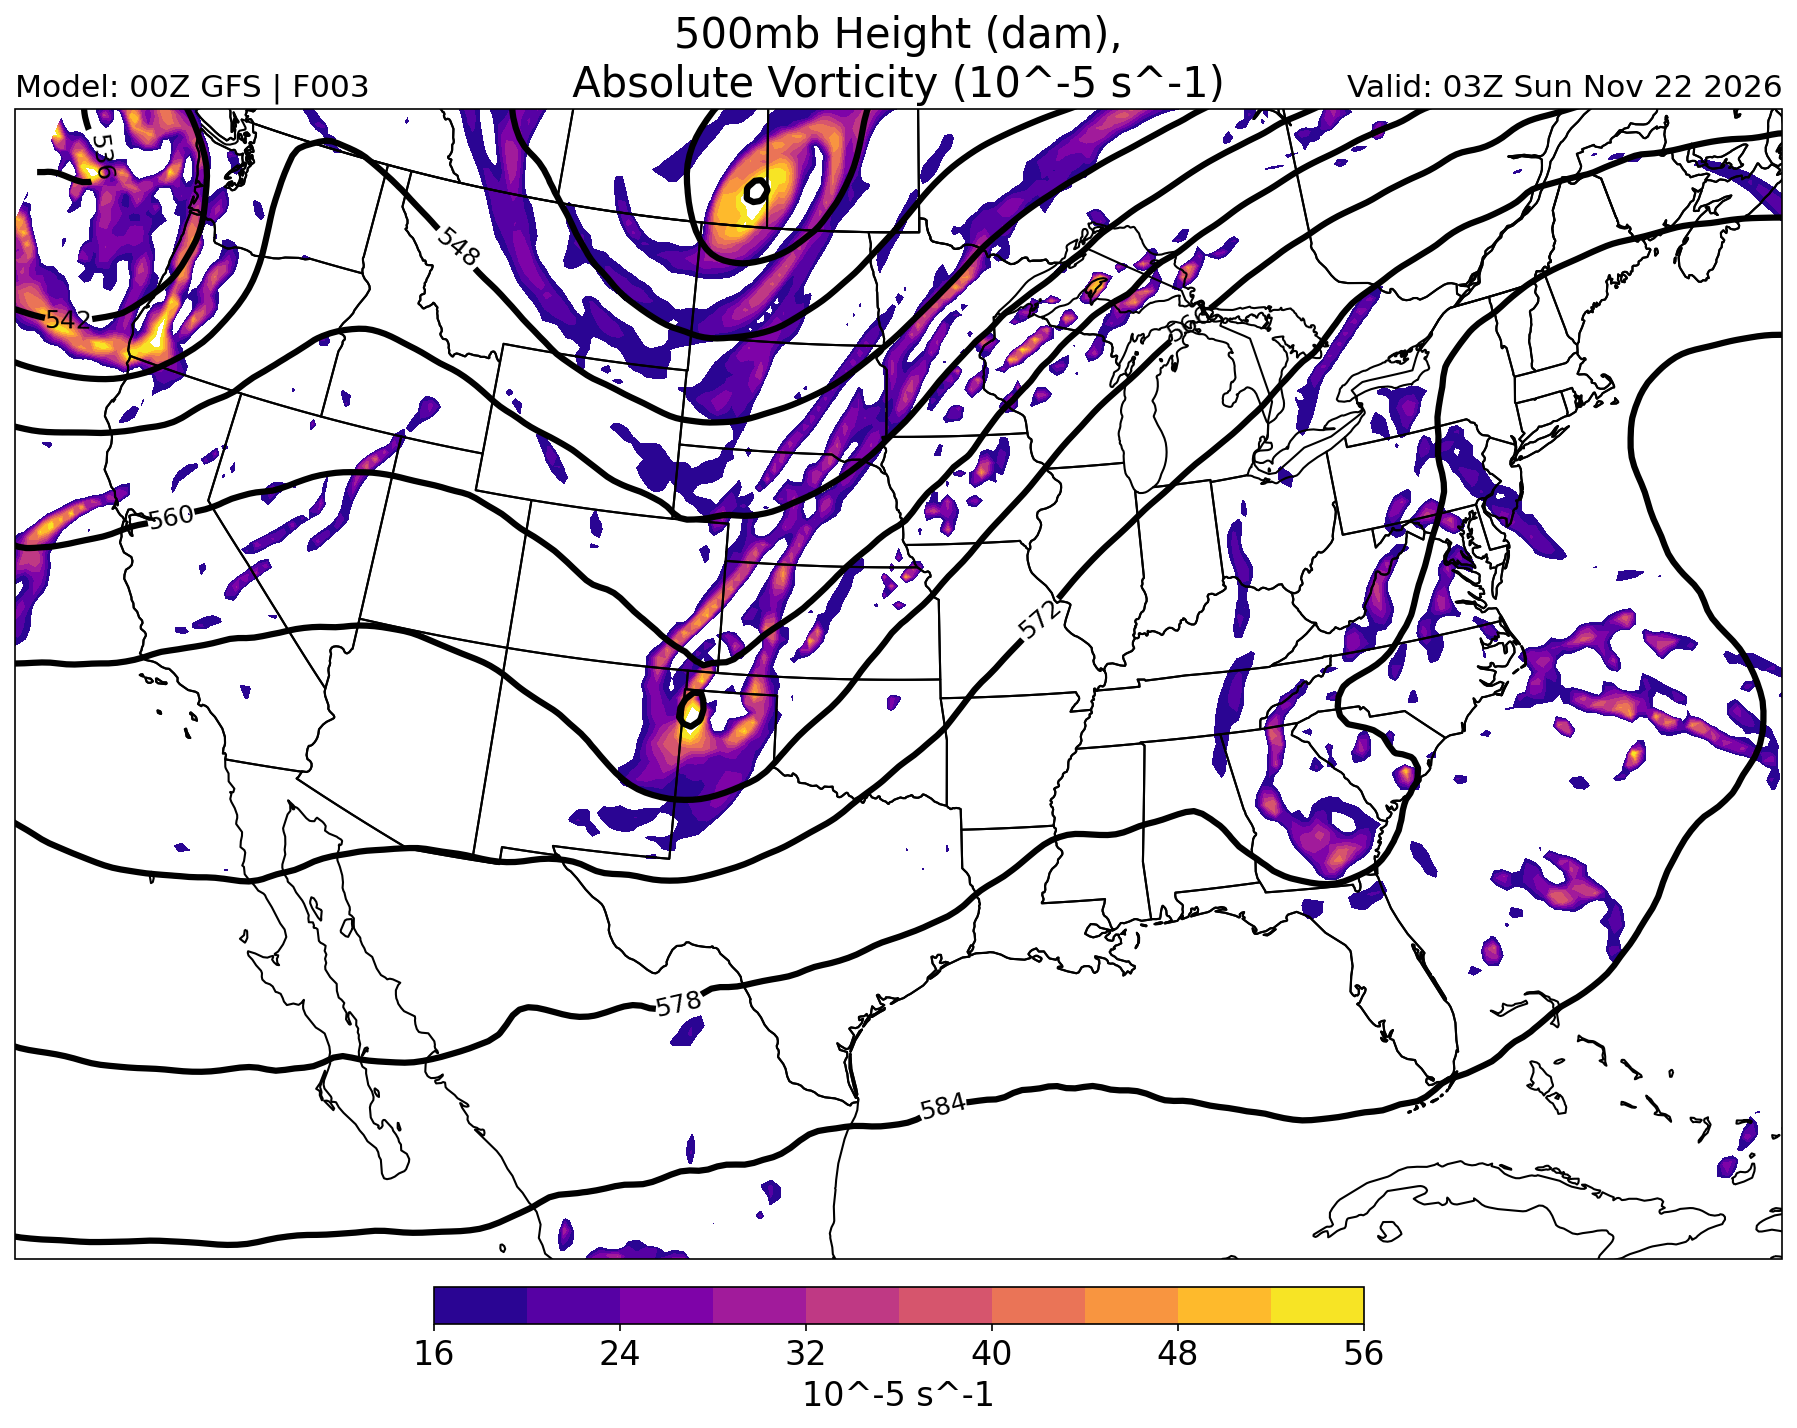 500mb Height (dam),
Absolute Vorticity (10^-5 s^-1)
Model: 00Z GFS | F003
Valid: 03Z Sun Nov 22 2026
536
548
542
566
560
572
578
584
16 24 32 40 48 56
10^-5 s^-1